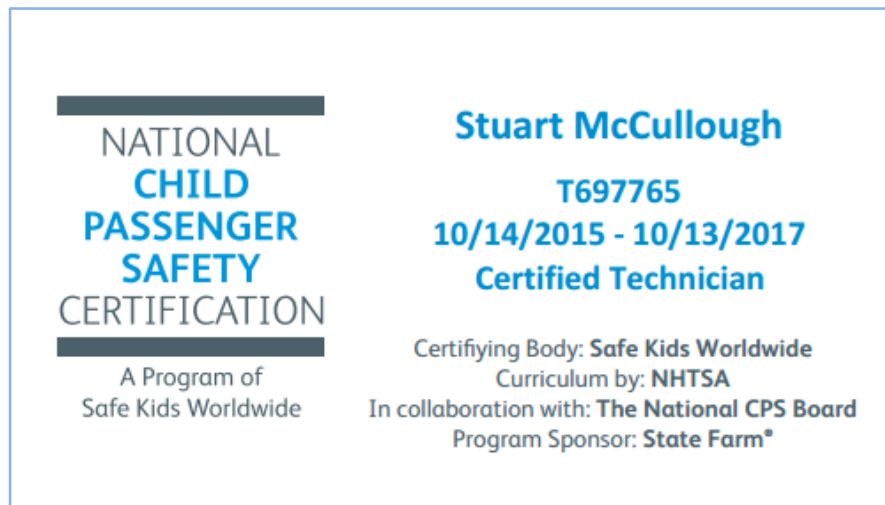 NATIONAL
CHILD
PASSENGER
SAFETY
CERTIFICATION
A Program of
Safe Kids Worldwide
Stuart McCullough
T697765
10/14/2015 - 10/13/2017
Certified Technician
Certifiying Body: Safe Kids Worldwide
Curriculum by: NHTSA
In collaboration with: The National CPS Board
Program Sponsor: State Farm®